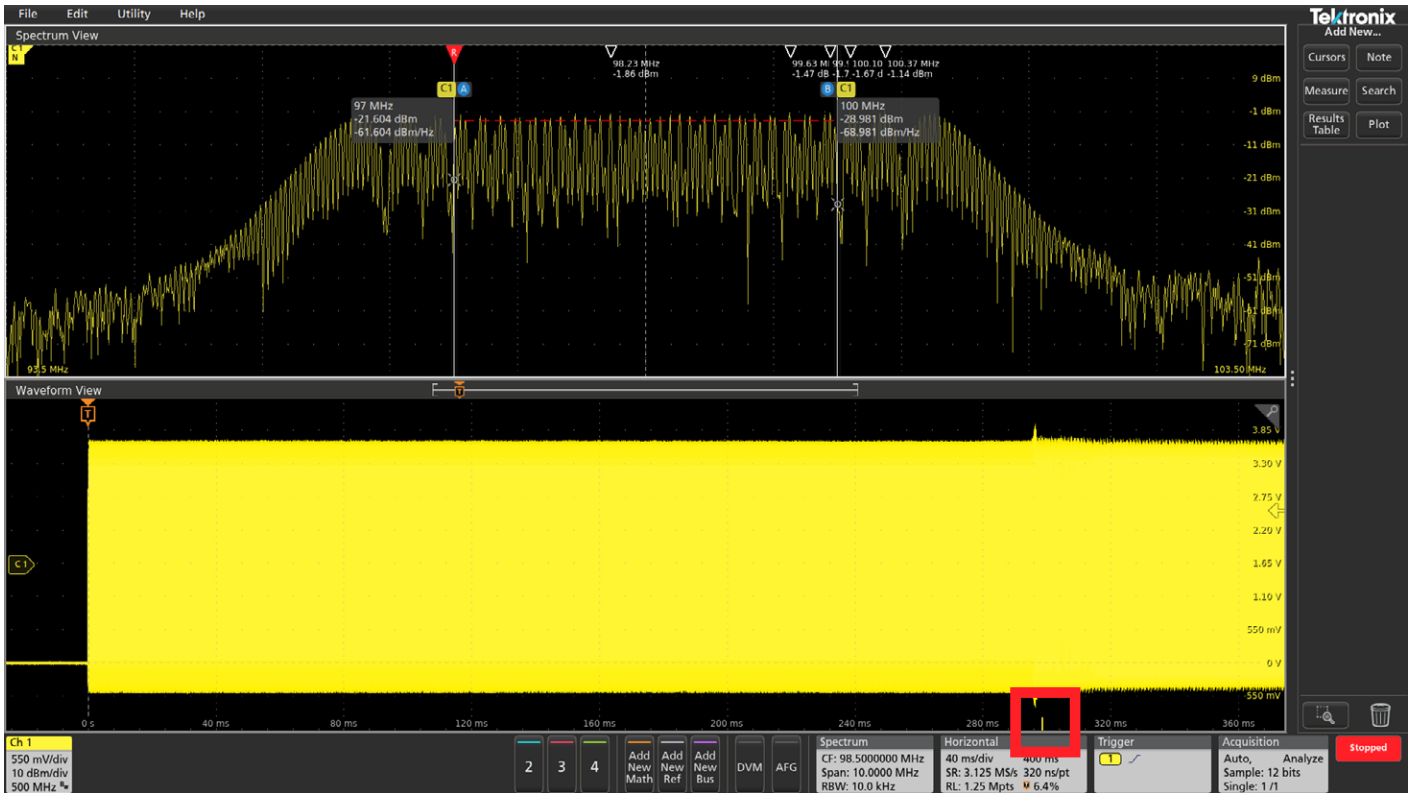 File Edit Utility Help
Tektronix
Add New...
Cursors Note
Measure Search
Results Table Plot
Spectrum View
C1
N
R
98.23 MHz
-1.86 dBm
99.63 M 99. 100.10 100.37 MHz
-1.47 dB -1.7 -1.67 d -1.14 dBm
C1 A
B C1
97 MHz
-21.604 dBm
-61.604 dBm/Hz
100 MHz
-28.981 dBm
-68.981 dBm/Hz
9 dBm
-1 dBm
-11 dBm
-21 dBm
-31 dBm
-41 dBm
-51 dBm
-61 dBm
-71 dBm
93.5 MHz
103.50 MHz
Waveform View
T
T
3.85 V
3.30 V
2.75 V
2.20 V
C1
1.65 V
1.10 V
550 mV
0 V
-550 mV
0 s 40 ms 80 ms 120 ms 160 ms 200 ms 240 ms 280 ms 320 ms 360 ms
Ch 1
550 mV/div
10 dBm/div
500 MHz
2 3 4
Add New Math
Add New Ref
Add New Bus
DVM AFG
Spectrum
CF: 98.5000000 MHz
Span: 10.0000 MHz
RBW: 10.0 kHz
Horizontal
40 ms/div 400 ms
SR: 3.125 MS/s 320 ns/pt
RL: 1.25 Mpts 6.4%
Trigger
1
Acquisition
Auto, Analyze
Sample: 12 bits
Single: 1 /1
Stopped